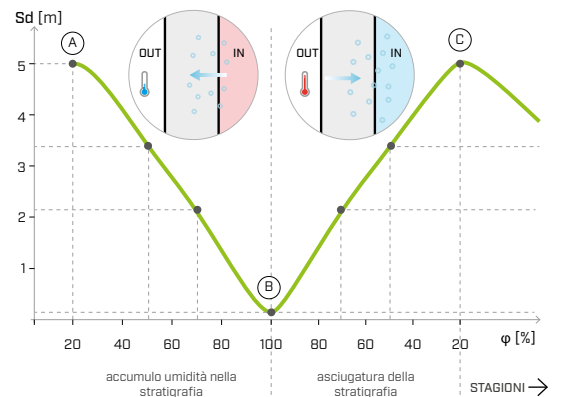 Sd [m]
A
OUT
IN
OUT
IN
C
5
4
3
2
1
B
20
40
60
80
100
80
60
40
20
φ [%]
accumulo umidità nella
stratigrafia
asciugatura della
stratigrafia
STAGIONI